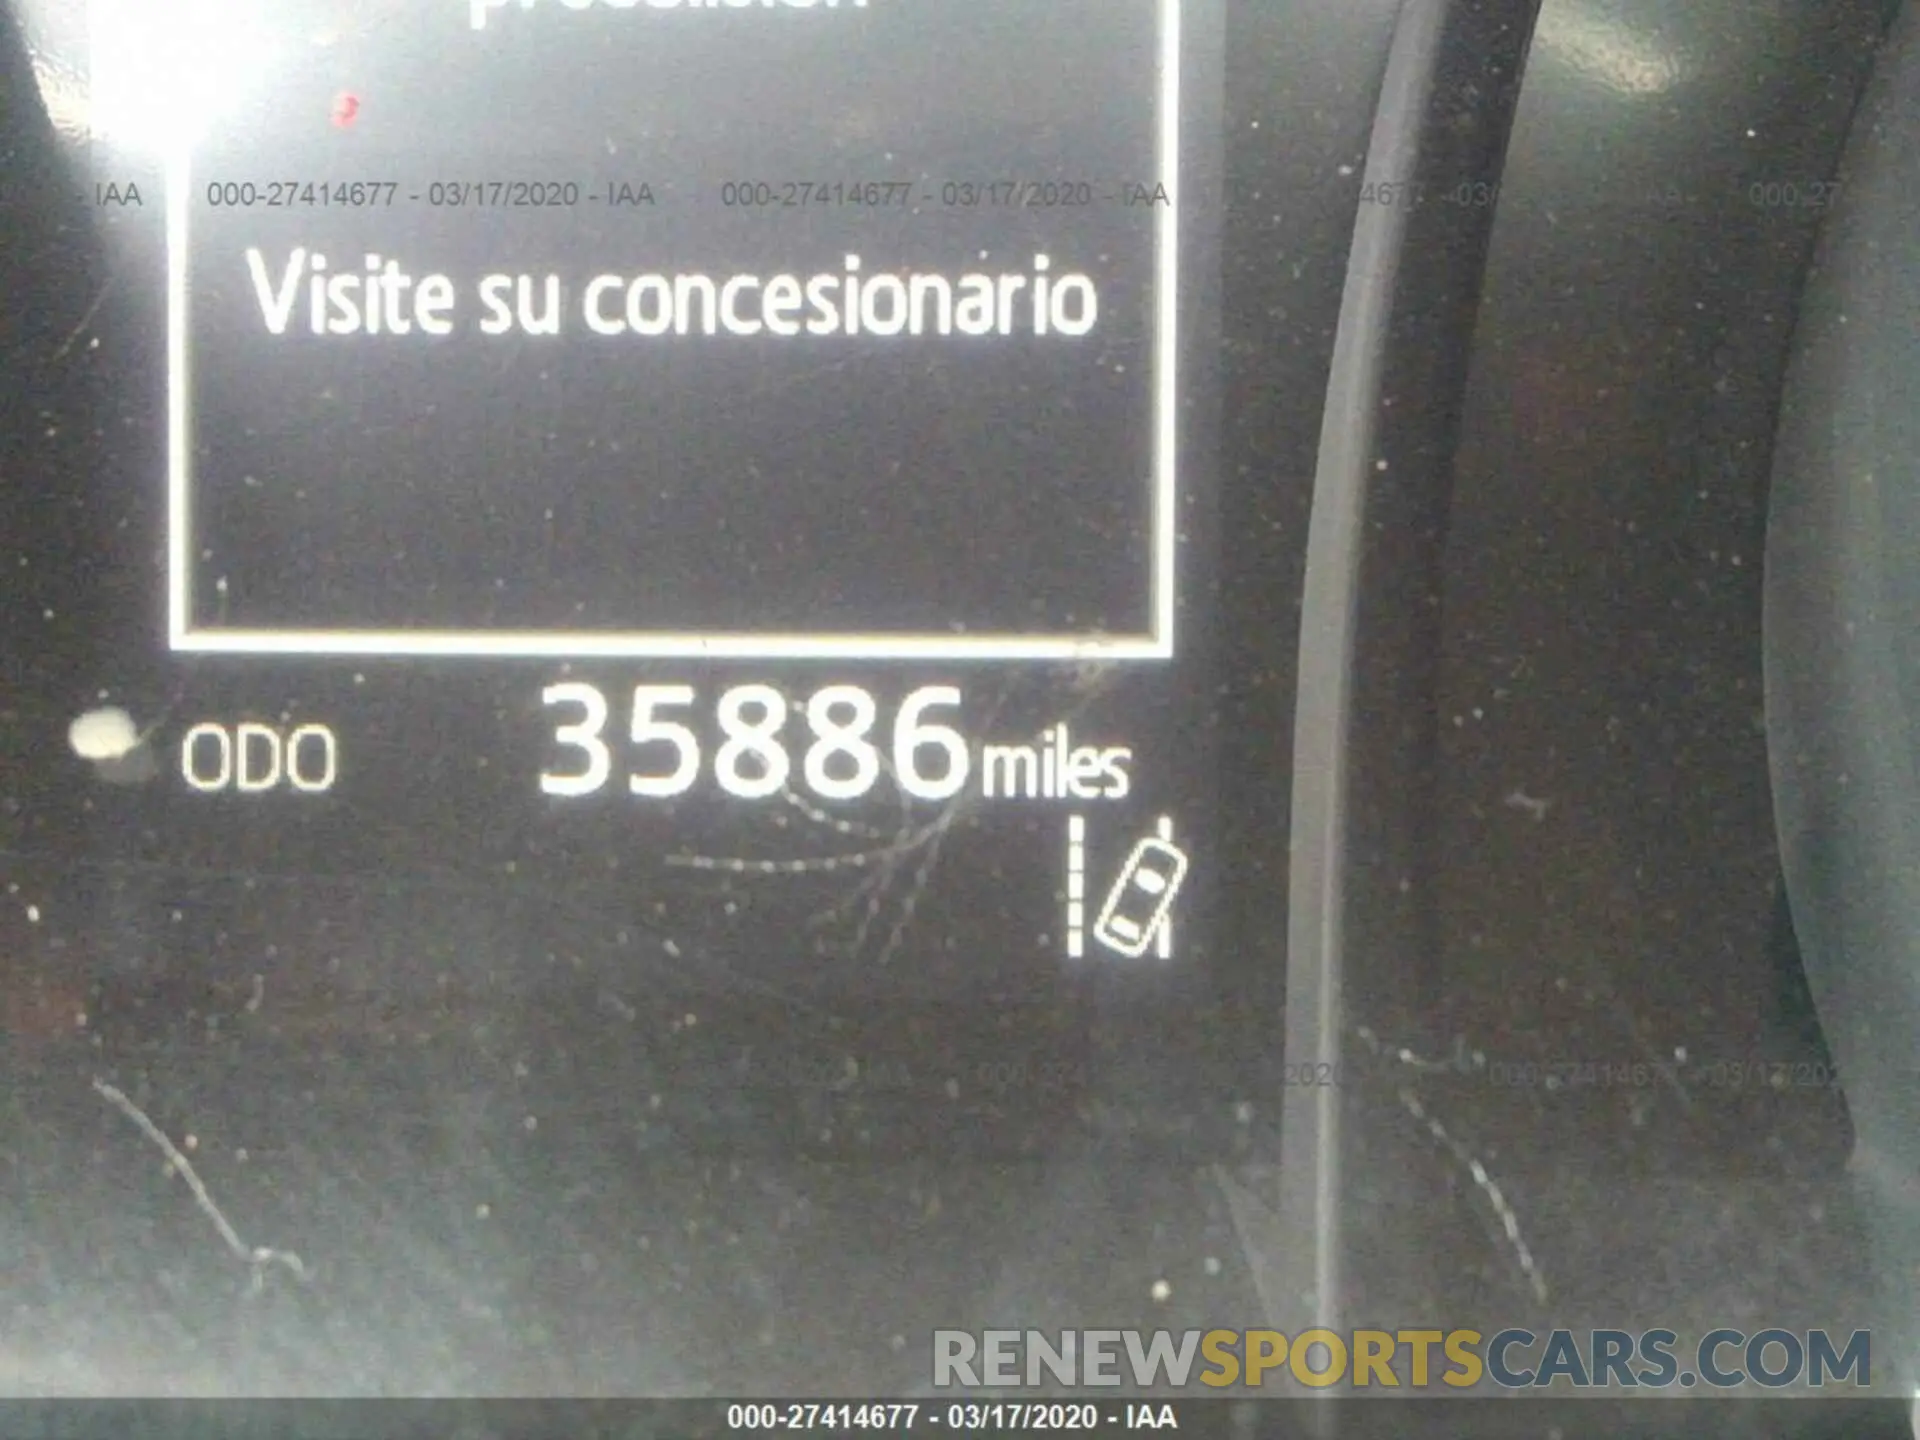 000-27414677 - 03/17/2020 - IAA 000-27414677 - 03/17/2020 - IAA
Visite su concesionario
ODO 35886 miles
RENEWSPORTSCARS.COM
000-27414677 - 03/17/2020 - IAA